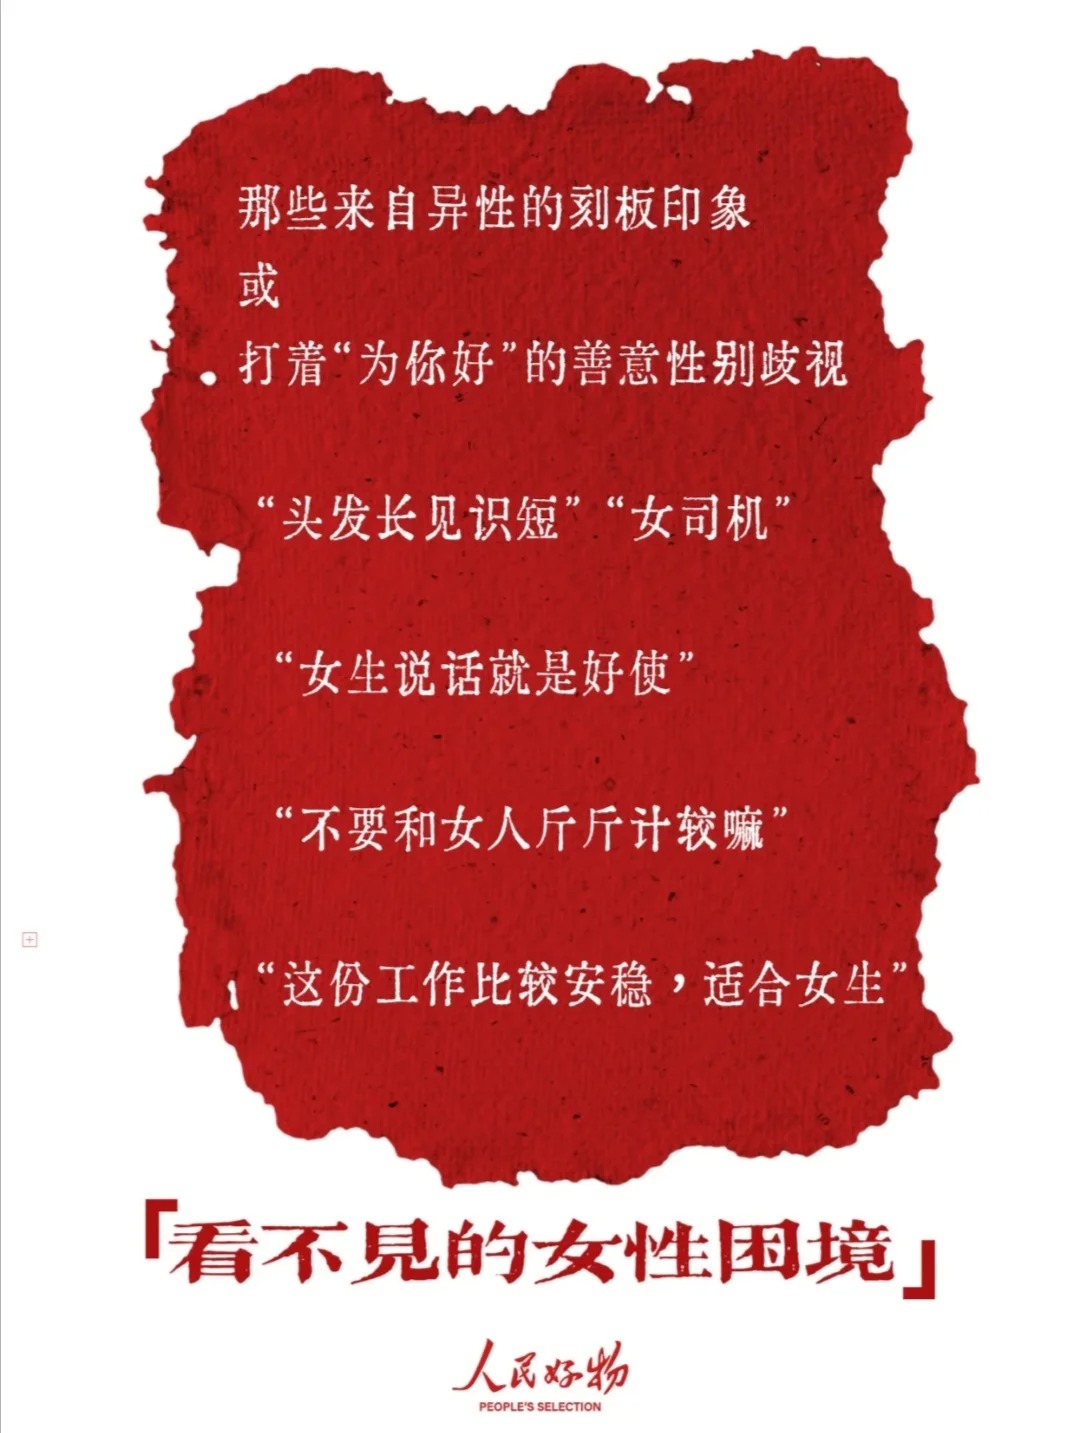 那些来自异性的刻板印象
或
打着“为你好”的善意性别歧视
“头发长见识短”“女司机”
“女生说话就是好使”
“不要和女人斤斤计较嘛”
“这份工作比较安稳，适合女生”
「看不見的女性困境」
人民好物
PEOPLE'S SELECTION